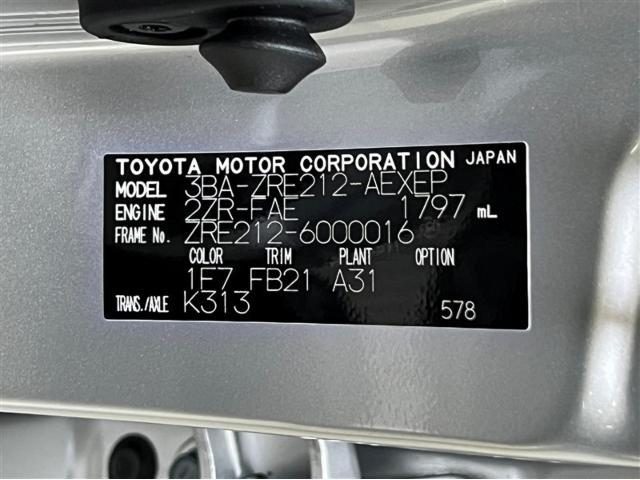 TOYOTA MOTOR CORPORATION JAPAN
MODEL 3BA-ZRE212-AEXEP
ENGINE 2ZR-FAE 1797 mL
FRAME No. ZRE212-6000016
COLOR TRIM PLANT OPTION
1E7 FB21 A31
TRANS./AXLE K313 578